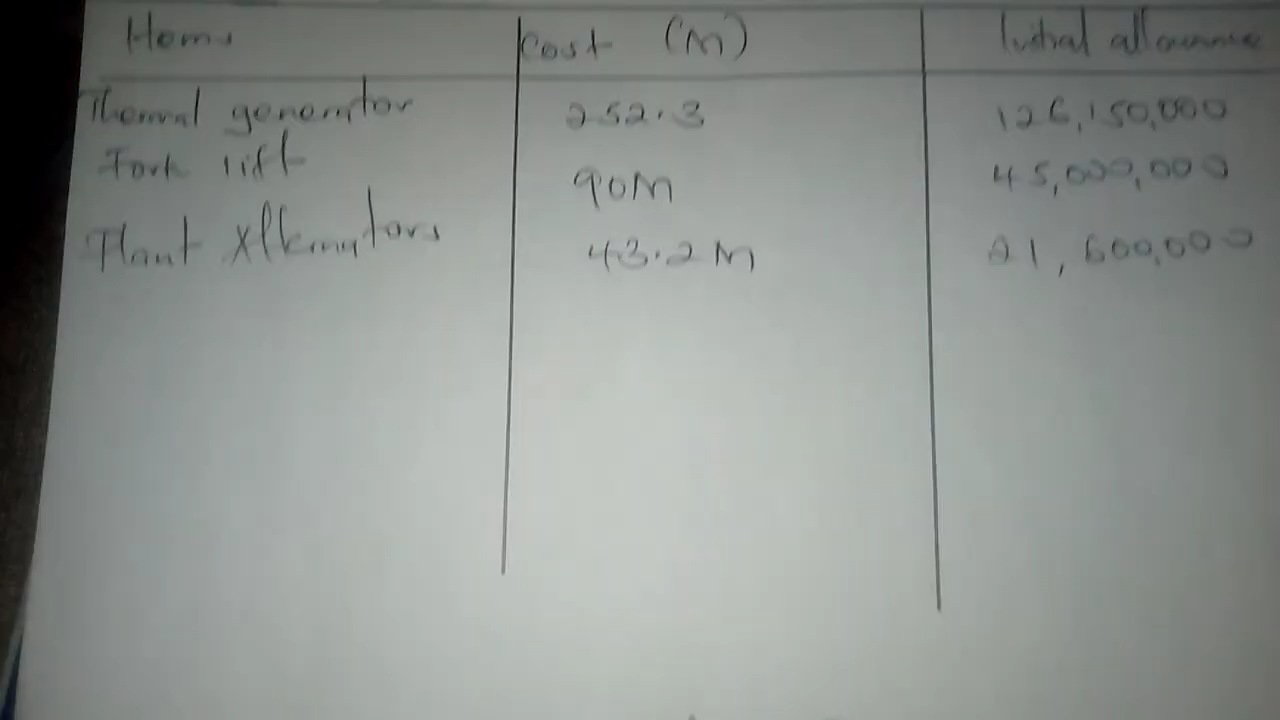 Items Cost (M) Initial allowance
Thermal generator 252.3 126,150,000
Fork lift 90M 45,000,000
Plant 43.2M 21,600,000